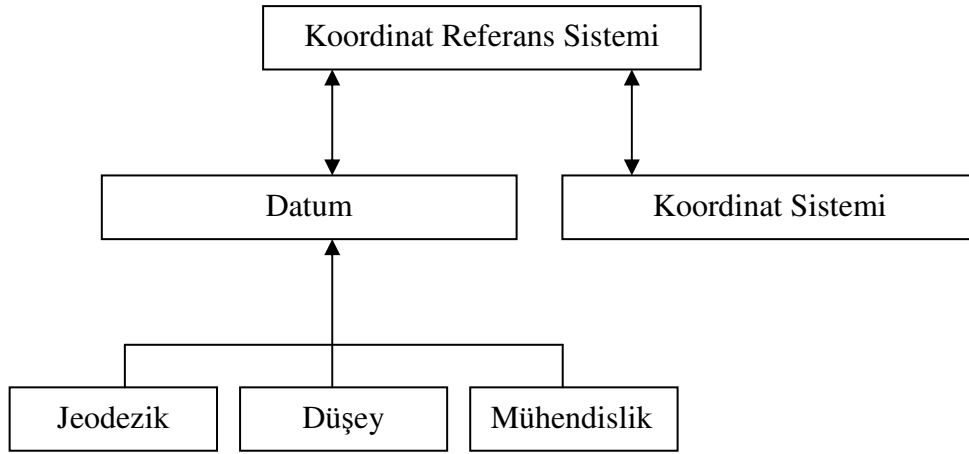 Koordinat Referans Sistemi
Datum
Koordinat Sistemi
Jeodezik
Düşey
Mühendislik